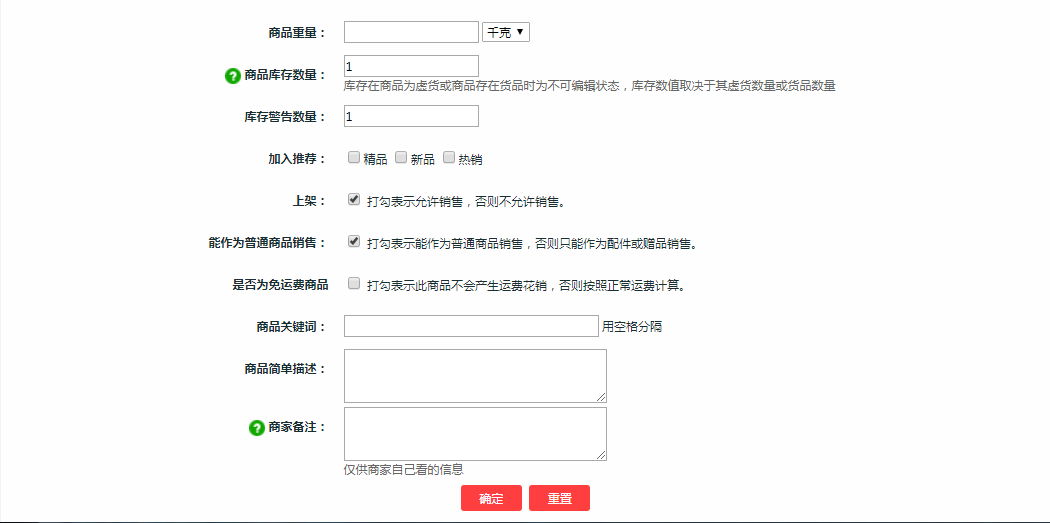 商品重量： 千克
商品库存数量： 1
库存在商品为虚货或商品存在货品时为不可编辑状态，库存数值取决于其虚货数量或货品数量
库存警告数量： 1
加入推荐： 精品 新品 热销
上架： 打勾表示允许销售，否则不允许销售。
能作为普通商品销售： 打勾表示能作为普通商品销售，否则只能作为配件或赠品销售。
是否为免运费商品 打勾表示此商品不会产生运费花销，否则按照正常运费计算。
商品关键词： 用空格分隔
商品简单描述：
商家备注：
仅供商家自己看的信息
确定 重置